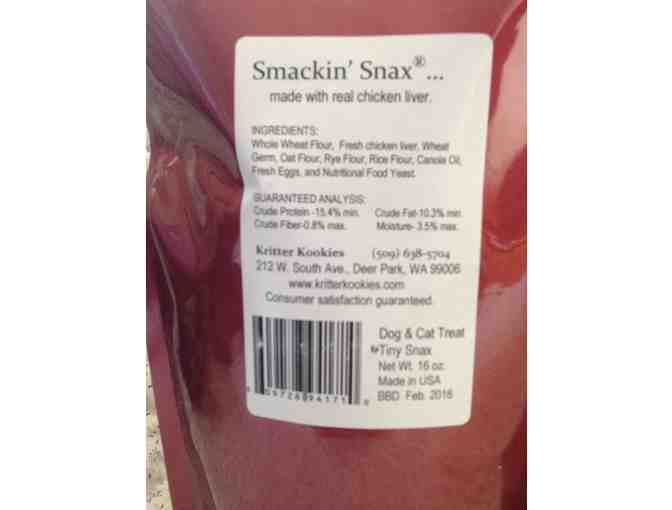 Smackin' Snax®...
made with real chicken liver.
INGREDIENTS:
Whole Wheat Flour, Fresh chicken liver, Wheat
Germ, Oat Flour, Rye Flour, Rice Flour, Canola Oil,
Fresh Eggs, and Nutritional Food Yeast.
GUARANTEED ANALYSIS:
Crude Protein -15.4% min. Crude Fat-10.3% min.
Crude Fiber-0.8% max. Moisture- 3.5% max.
Kritter Kookies (509) 638-5704
212 W. South Ave., Deer Park, WA 99006
www.kritterkookies.com
Consumer satisfaction guaranteed.
Dog & Cat Treat
Tiny Snax
Net Wt. 16 oz.
Made in USA
BBD. Feb. 2016